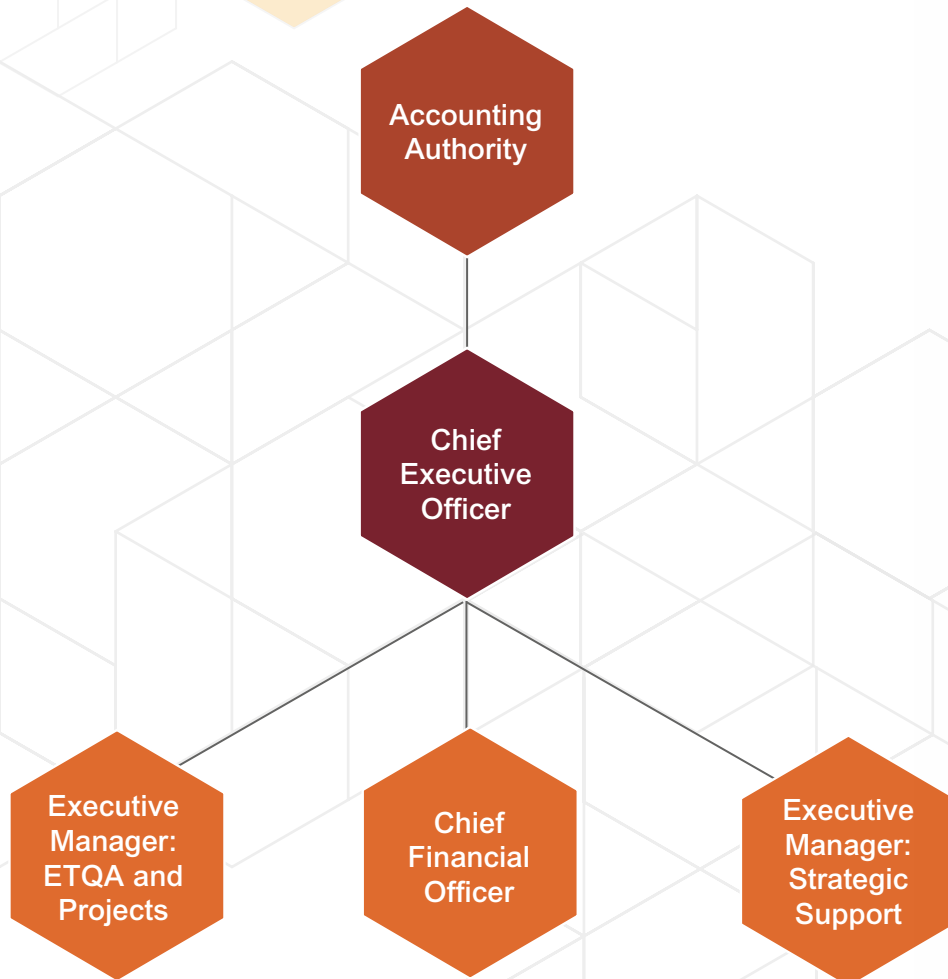 Accounting
Authority
Chief
Executive
Officer
Executive
Manager:
ETQA and
Projects
Chief
Financial
Officer
Executive
Manager:
Strategic
Support